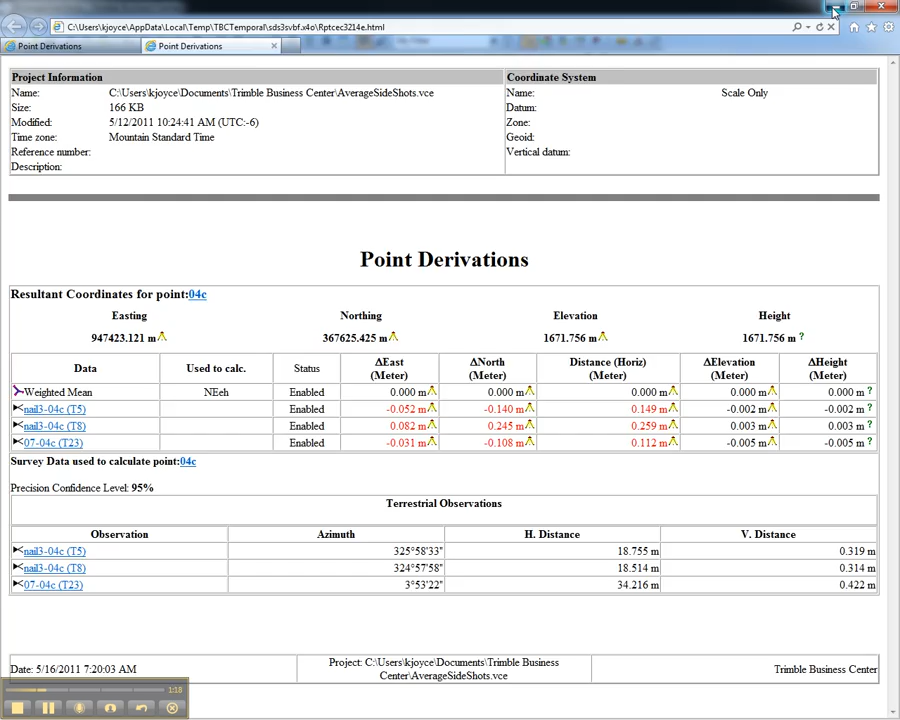 C:\Users\kjoyce\AppData\Local\Temp\TBCTemporal\sds3svbf.x4o\Rptcec3214e.html
Point Derivations Point Derivations
Project Information Coordinate System
Name: C:\Users\kjoyce\Documents\Trimble Business Center\AverageSideShots.vce Name: Scale Only
Size: 166 KB Datum:
Modified: 5/12/2011 10:24:41 AM (UTC:-6) Zone:
Time zone: Mountain Standard Time Geoid:
Reference number: Vertical datum:
Description:
Point Derivations
Resultant Coordinates for point:04c
Easting Northing Elevation Height
947423.121 m 367625.425 m 1671.756 m 1671.756 m ?
Data Used to calc. Status ΔEast (Meter) ΔNorth (Meter) Distance (Horiz) (Meter) ΔElevation (Meter) ΔHeight (Meter)
Weighted Mean NEeh Enabled 0.000 m 0.000 m 0.000 m 0.000 m 0.000 m ?
nail3-04c (T5) Enabled -0.052 m -0.140 m 0.149 m -0.002 m -0.002 m ?
nail3-04c (T8) Enabled 0.082 m 0.245 m 0.259 m 0.003 m 0.003 m ?
07-04c (T23) Enabled -0.031 m -0.108 m 0.112 m -0.005 m -0.005 m ?
Survey Data used to calculate point:04c
Precision Confidence Level: 95%
Terrestrial Observations
Observation Azimuth H. Distance V. Distance
nail3-04c (T5) 325°58'33" 18.755 m 0.319 m
nail3-04c (T8) 324°57'58" 18.514 m 0.314 m
07-04c (T23) 3°53'22" 34.216 m 0.422 m
Date: 5/16/2011 7:20:03 AM Project: C:\Users\kjoyce\Documents\Trimble Business Center\AverageSideShots.vce Trimble Business Center
1:18